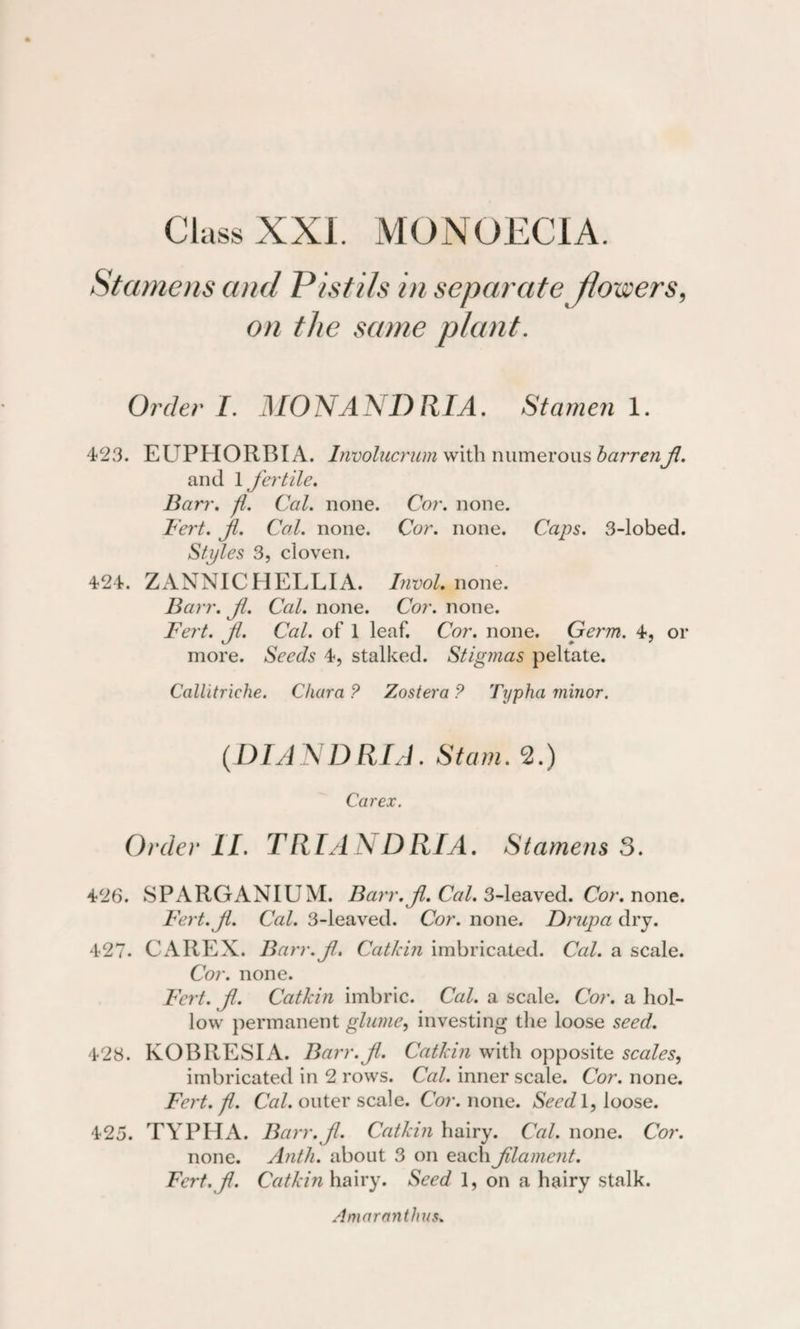 Class XXI. MONOECIA.
Stamens and Pistils in separate flowers,
on the same plant.
Order I. MONANDRIA. Stamen 1.
423. EUPHORBIA. Involucrum with numerous barren fl.
and 1 fertile.
Barr. fl. Cal. none. Cor. none.
Fert. fl. Cal. none. Cor. none. Caps. 3-lobed.
Styles 3, cloven.
424. ZANNICHELLIA. Invol. none.
Barr. fl. Cal. none. Cor. none.
Fert. fl. Cal. of 1 leaf. Cor. none. Germ. 4, or
more. Seeds 4, stalked. Stigmas peltate.
Callitriche. Chara? Zostera? Typha minor.
(DIANDRIA. Stam. 2.)
Carex.
Order II. TRIANDRIA. Stamens 3.
426. SPARGANIUM. Barr. fl. Cal. 3-leaved. Cor. none.
Fert. fl. Cal. 3-leaved. Cor. none. Drupa dry.
427. CAREX. Barr. fl. Catkin imbricated. Cal. a scale.
Cor. none.
Fert. fl. Catkin imbric. Cal. a scale. Cor. a hol-
low permanent glume, investing the loose seed.
428. KOBRESIA. Barr. fl. Catkin with opposite scales,
imbricated in 2 rows. Cal. inner scale. Cor. none.
Fert. fl. Cal. outer scale. Cor. none. Seed 1, loose.
425. TYPHA. Barr. fl. Catkin hairy. Cal. none. Cor.
none. Anth. about 3 on each filament.
Fert. fl. Catkin hairy. Seed 1, on a hairy stalk.
Amaranthus.